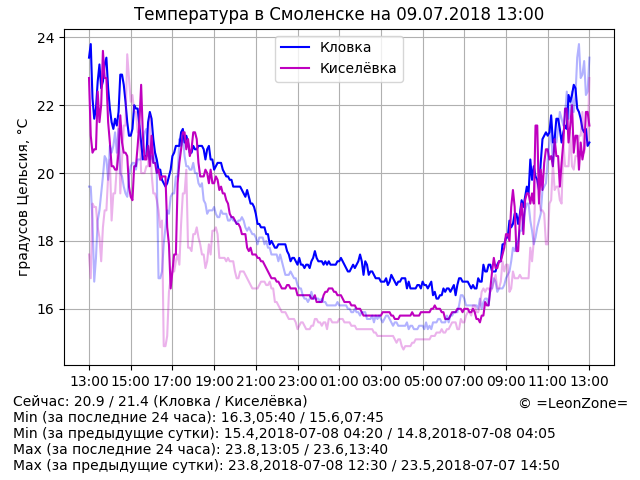 Температура в Смоленске на 09.07.2018 13:00
24
Кловка
Киселёвка
22
20
18
16
градусов Цельсия, °C
13:00 15:00 17:00 19:00 21:00 23:00 01:00 03:00 05:00 07:00 09:00 11:00 13:00
Сейчас: 20.9 / 21.4 (Кловка / Киселёвка)
© =LeonZone=
Min (за последние 24 часа): 16.3,05:40 / 15.6,07:45
Min (за предыдущие сутки): 15.4,2018-07-08 04:20 / 14.8,2018-07-08 04:05
Max (за последние 24 часа): 23.8,13:05 / 23.6,13:40
Max (за предыдущие сутки): 23.8,2018-07-08 12:30 / 23.5,2018-07-07 14:50